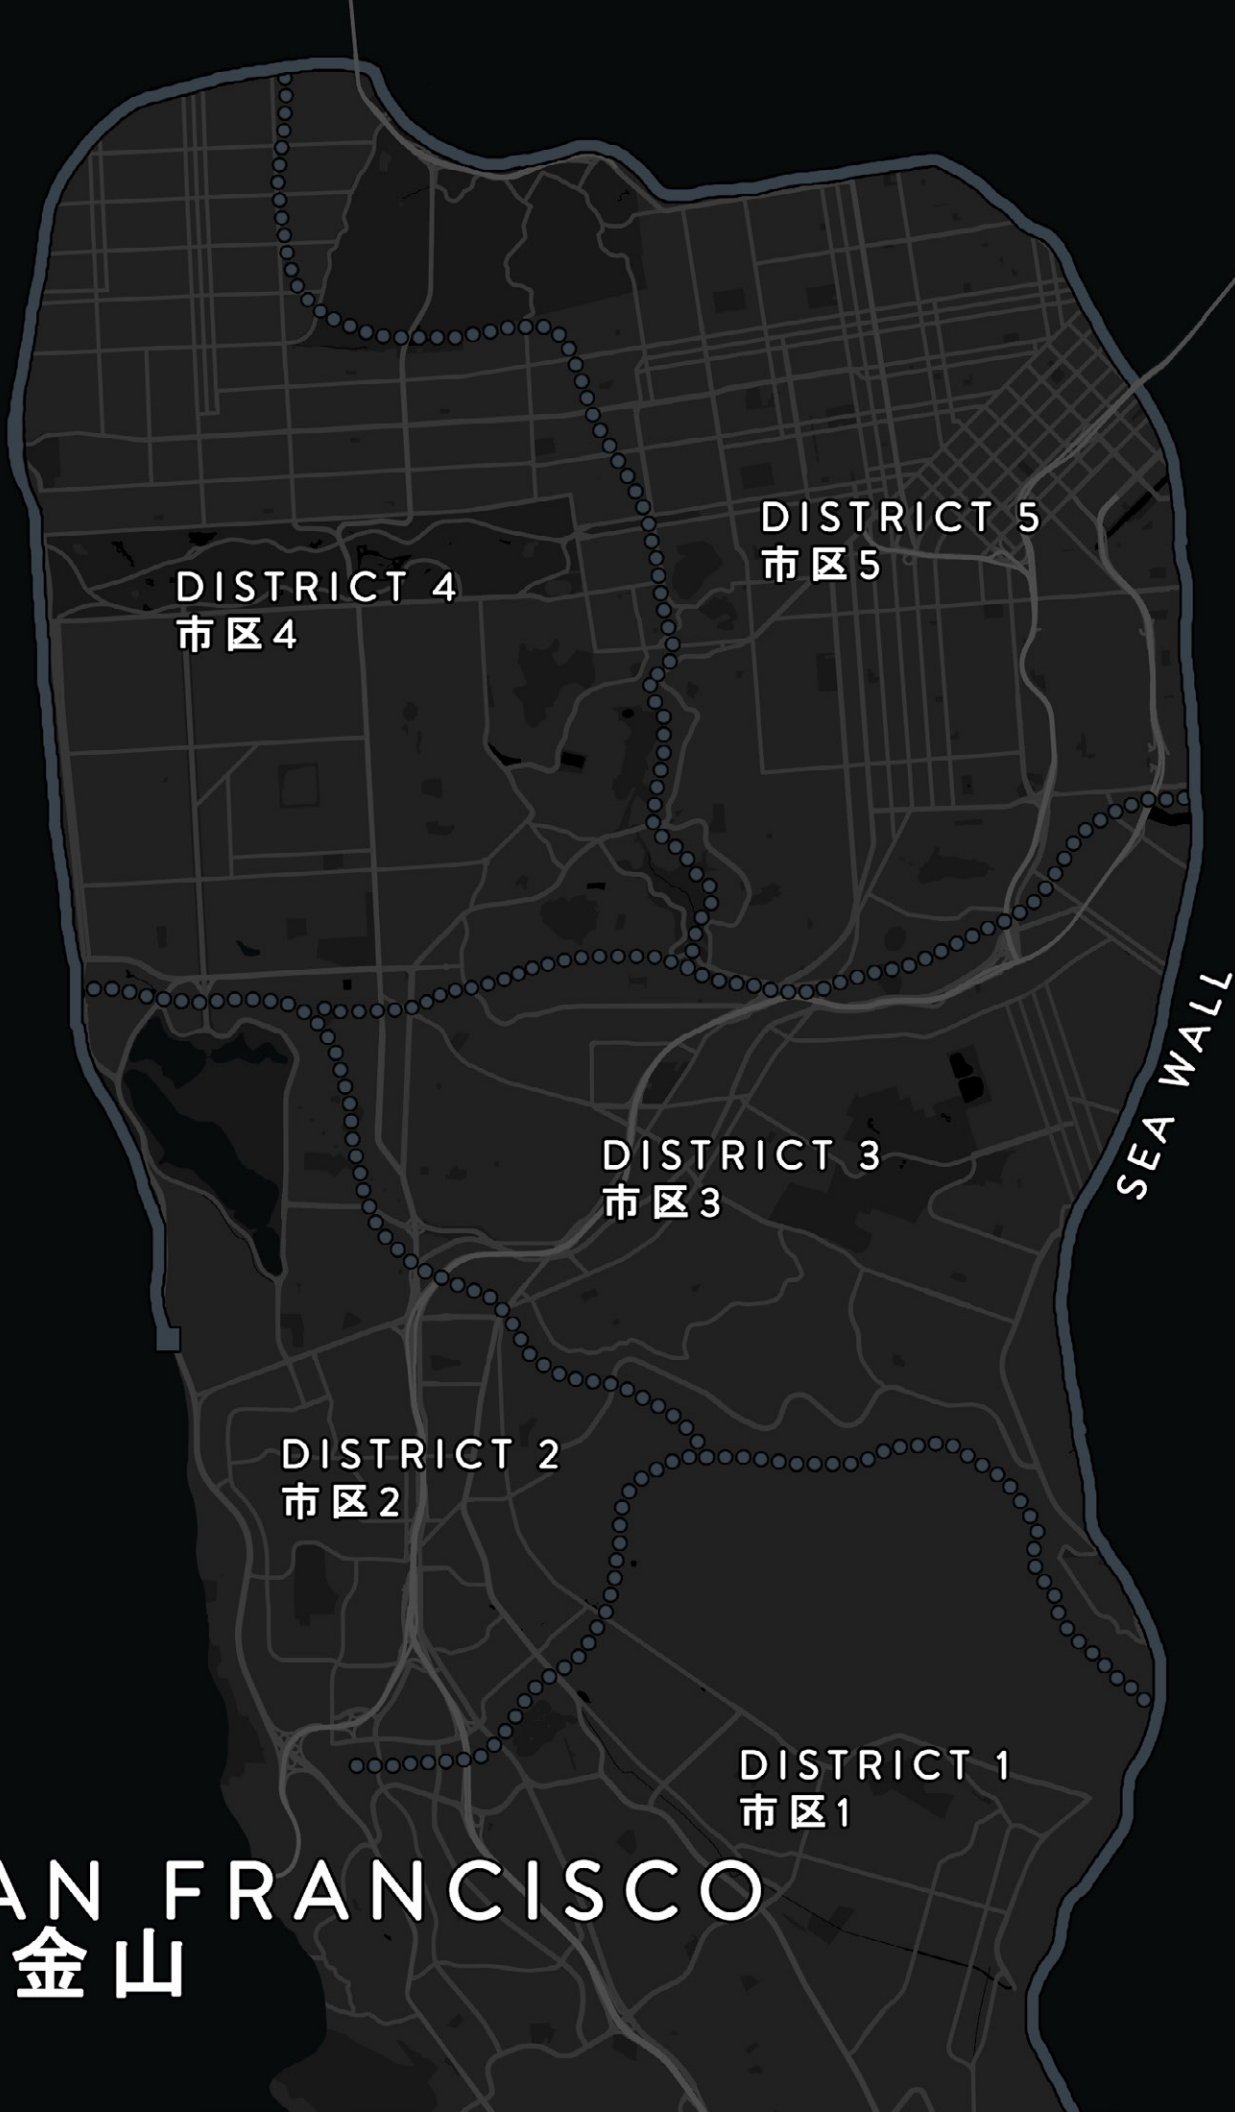 DISTRICT 5
市区5
DISTRICT 4
市区4
SEA WALL
DISTRICT 3
市区3
DISTRICT 2
市区2
DISTRICT 1
市区1
AN FRANCISCO
金山